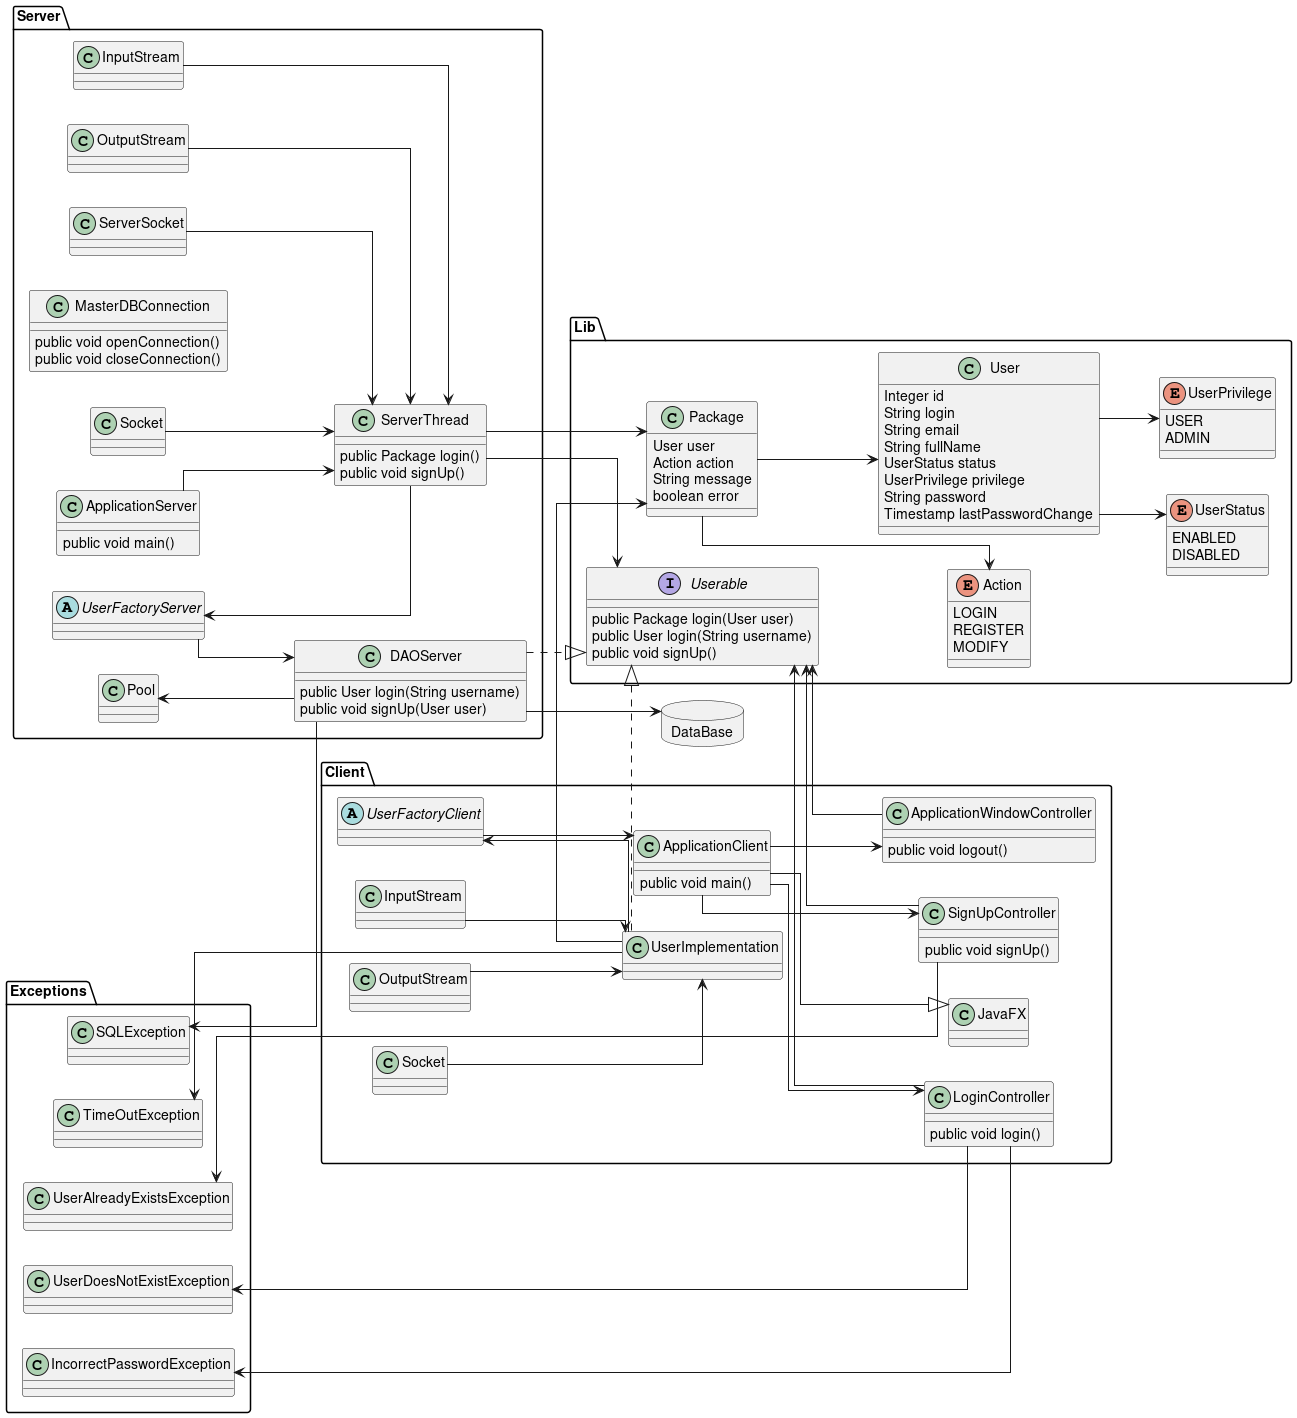 Server
C InputStream
C OutputStream
C ServerSocket
C MasterDBConnection
public void openConnection()
public void closeConnection()
C Socket
C ServerThread
public Package login()
public void signUp()
C ApplicationServer
public void main()
A UserFactoryServer
C DAOServer
public User login(String username)
public void signUp(User user)
C Pool
Lib
C Package
User user
Action action
String message
boolean error
C User
Integer id
String login
String email
String fullName
UserStatus status
UserPrivilege privilege
String password
Timestamp lastPasswordChange
E UserPrivilege
USER
ADMIN
E UserStatus
ENABLED
DISABLED
E Action
LOGIN
REGISTER
MODIFY
I Userable
public Package login(User user)
public User login(String username)
public void signUp()
DataBase
Client
A UserFactoryClient
C ApplicationClient
public void main()
C ApplicationWindowController
public void logout()
C InputStream
C UserImplementation
C SignUpController
public void signUp()
C OutputStream
C JavaFX
C Socket
C LoginController
public void login()
Exceptions
C SQLException
C TimeOutException
C UserAlreadyExistsException
C UserDoesNotExistException
C IncorrectPasswordException